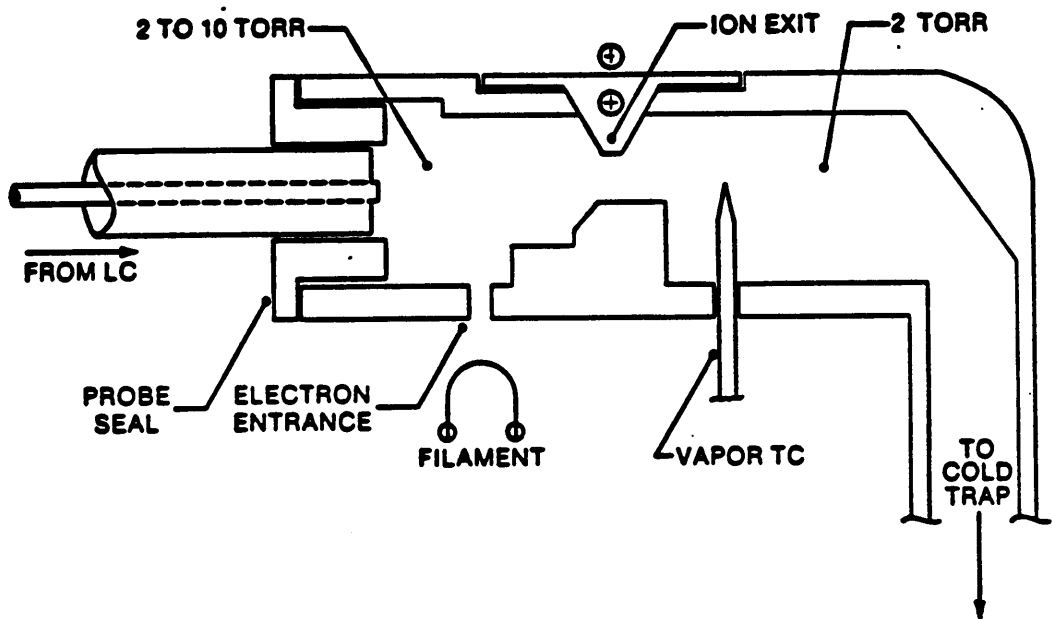 2 TO 10 TORR
ION EXIT
2 TORR
FROM LC
PROBE
SEAL
ELECTRON
ENTRANCE
FILAMENT
VAPOR TC
TO
COLD
TRAP